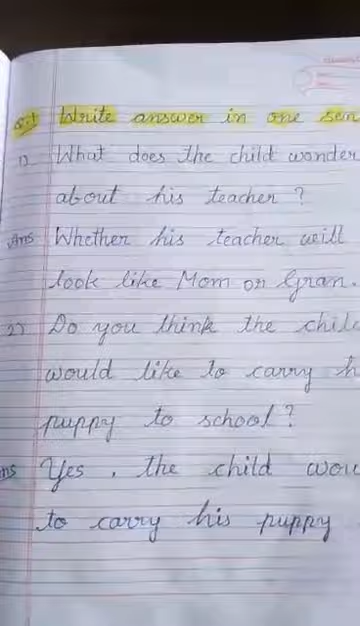 Q:1 Write answer in one sen
1) What does the child wonder
about his teacher ?
Ans Whether his teacher will
look like Mom or Gran.
2) Do you think the chil
would like to carry h
puppy to school?
ns Yes, the child wou
to carry his puppy